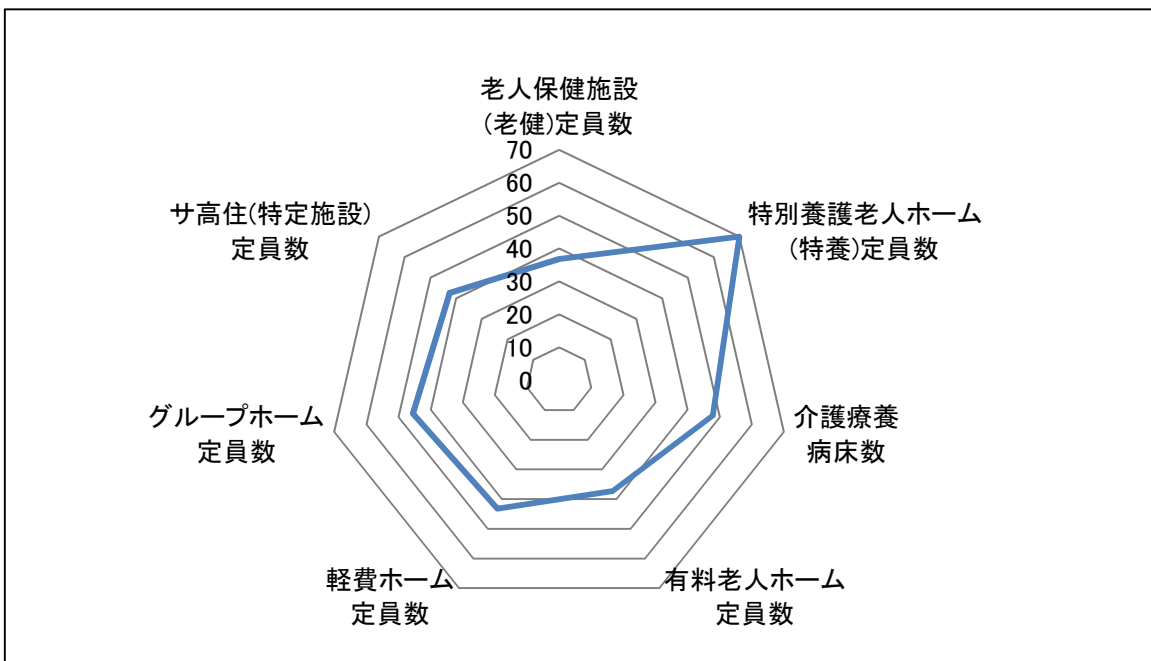 老人保健施設
(老健)定員数
特別養護老人ホーム
(特養)定員数
介護療養
病床数
有料老人ホーム
定員数
軽費ホーム
定員数
グループホーム
定員数
サ高住(特定施設)
定員数
70
60
50
40
30
20
10
0